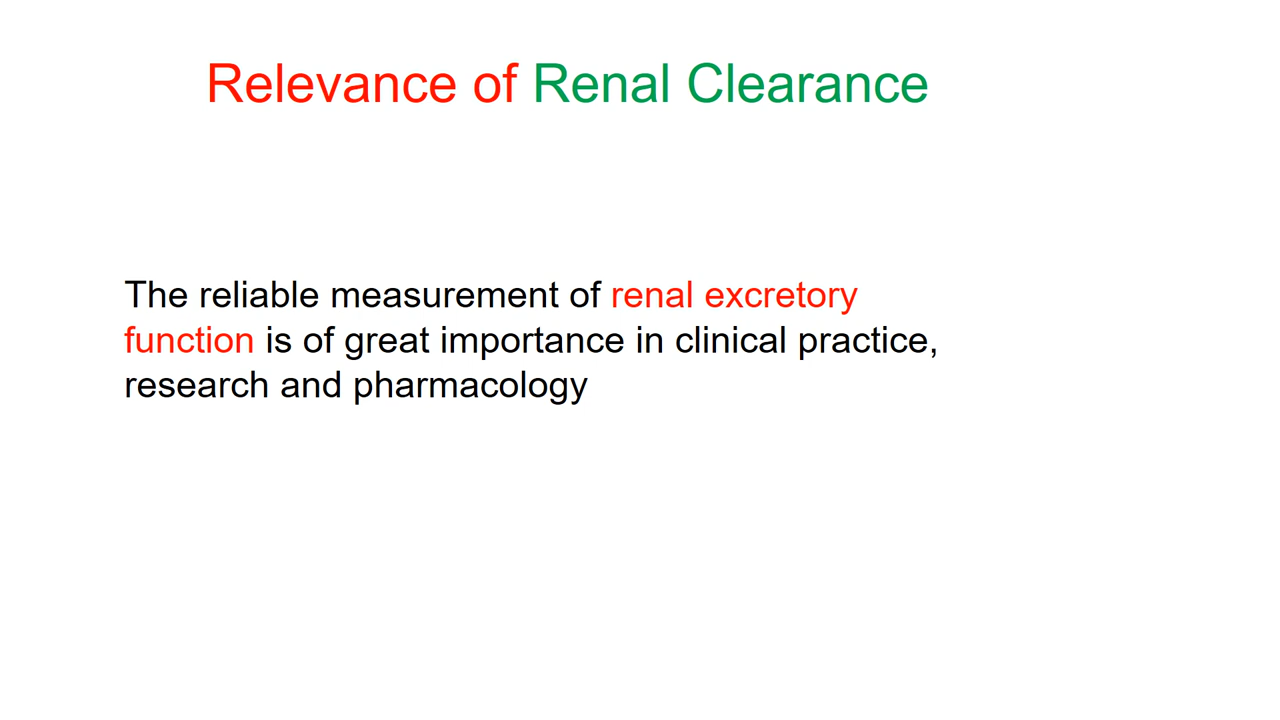 Relevance of Renal Clearance
The reliable measurement of renal excretory
function is of great importance in clinical practice,
research and pharmacology